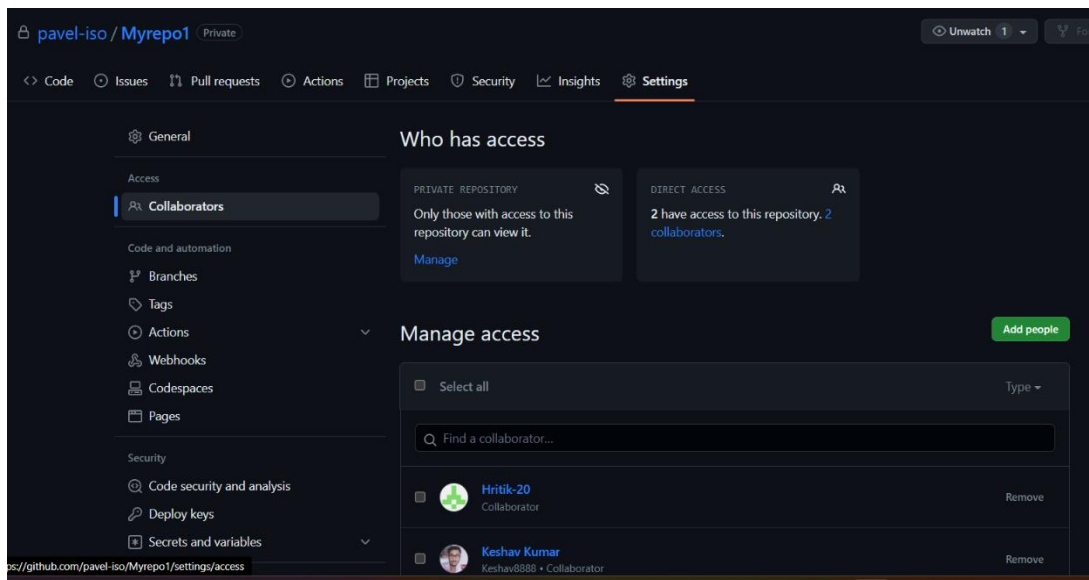 pavel-iso / Myrepo1 Private
Unwatch 1
Code Issues Pull requests Actions Projects Security Insights Settings
General
Access
Collaborators
Code and automation
Branches
Tags
Actions
Webhooks
Codespaces
Pages
Security
Code security and analysis
Deploy keys
Secrets and variables
ps://github.com/pavel-iso/Myrepo1/settings/access
Who has access
PRIVATE REPOSITORY
Only those with access to this
repository can view it.
Manage
DIRECT ACCESS
2 have access to this repository. 2
collaborators.
Manage access
Add people
Select all Type
Find a collaborator...
Hritik-20
Collaborator
Remove
Keshav Kumar
Keshav8888 • Collaborator
Remove